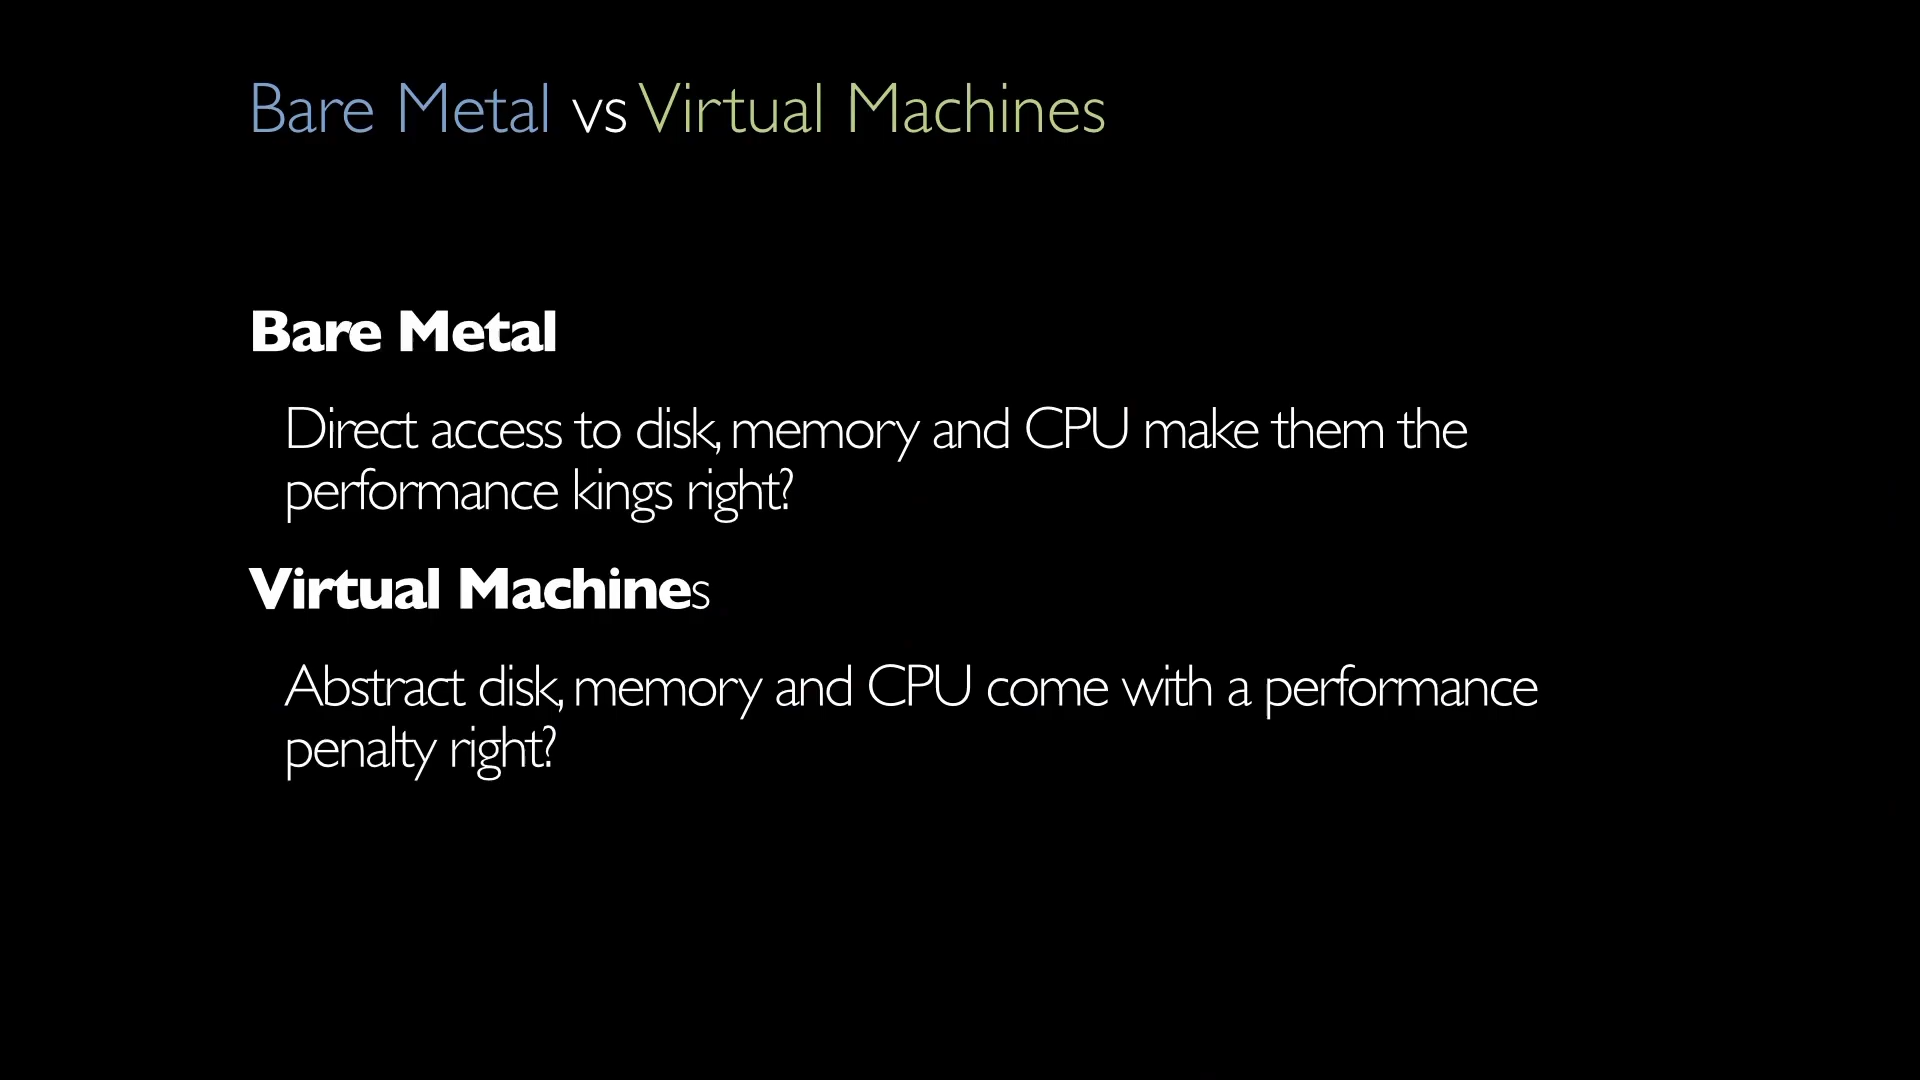 Bare Metal vs Virtual Machines
Bare Metal
Direct access to disk, memory and CPU make them the
performance kings right?
Virtual Machines
Abstract disk, memory and CPU come with a performance
penalty right?